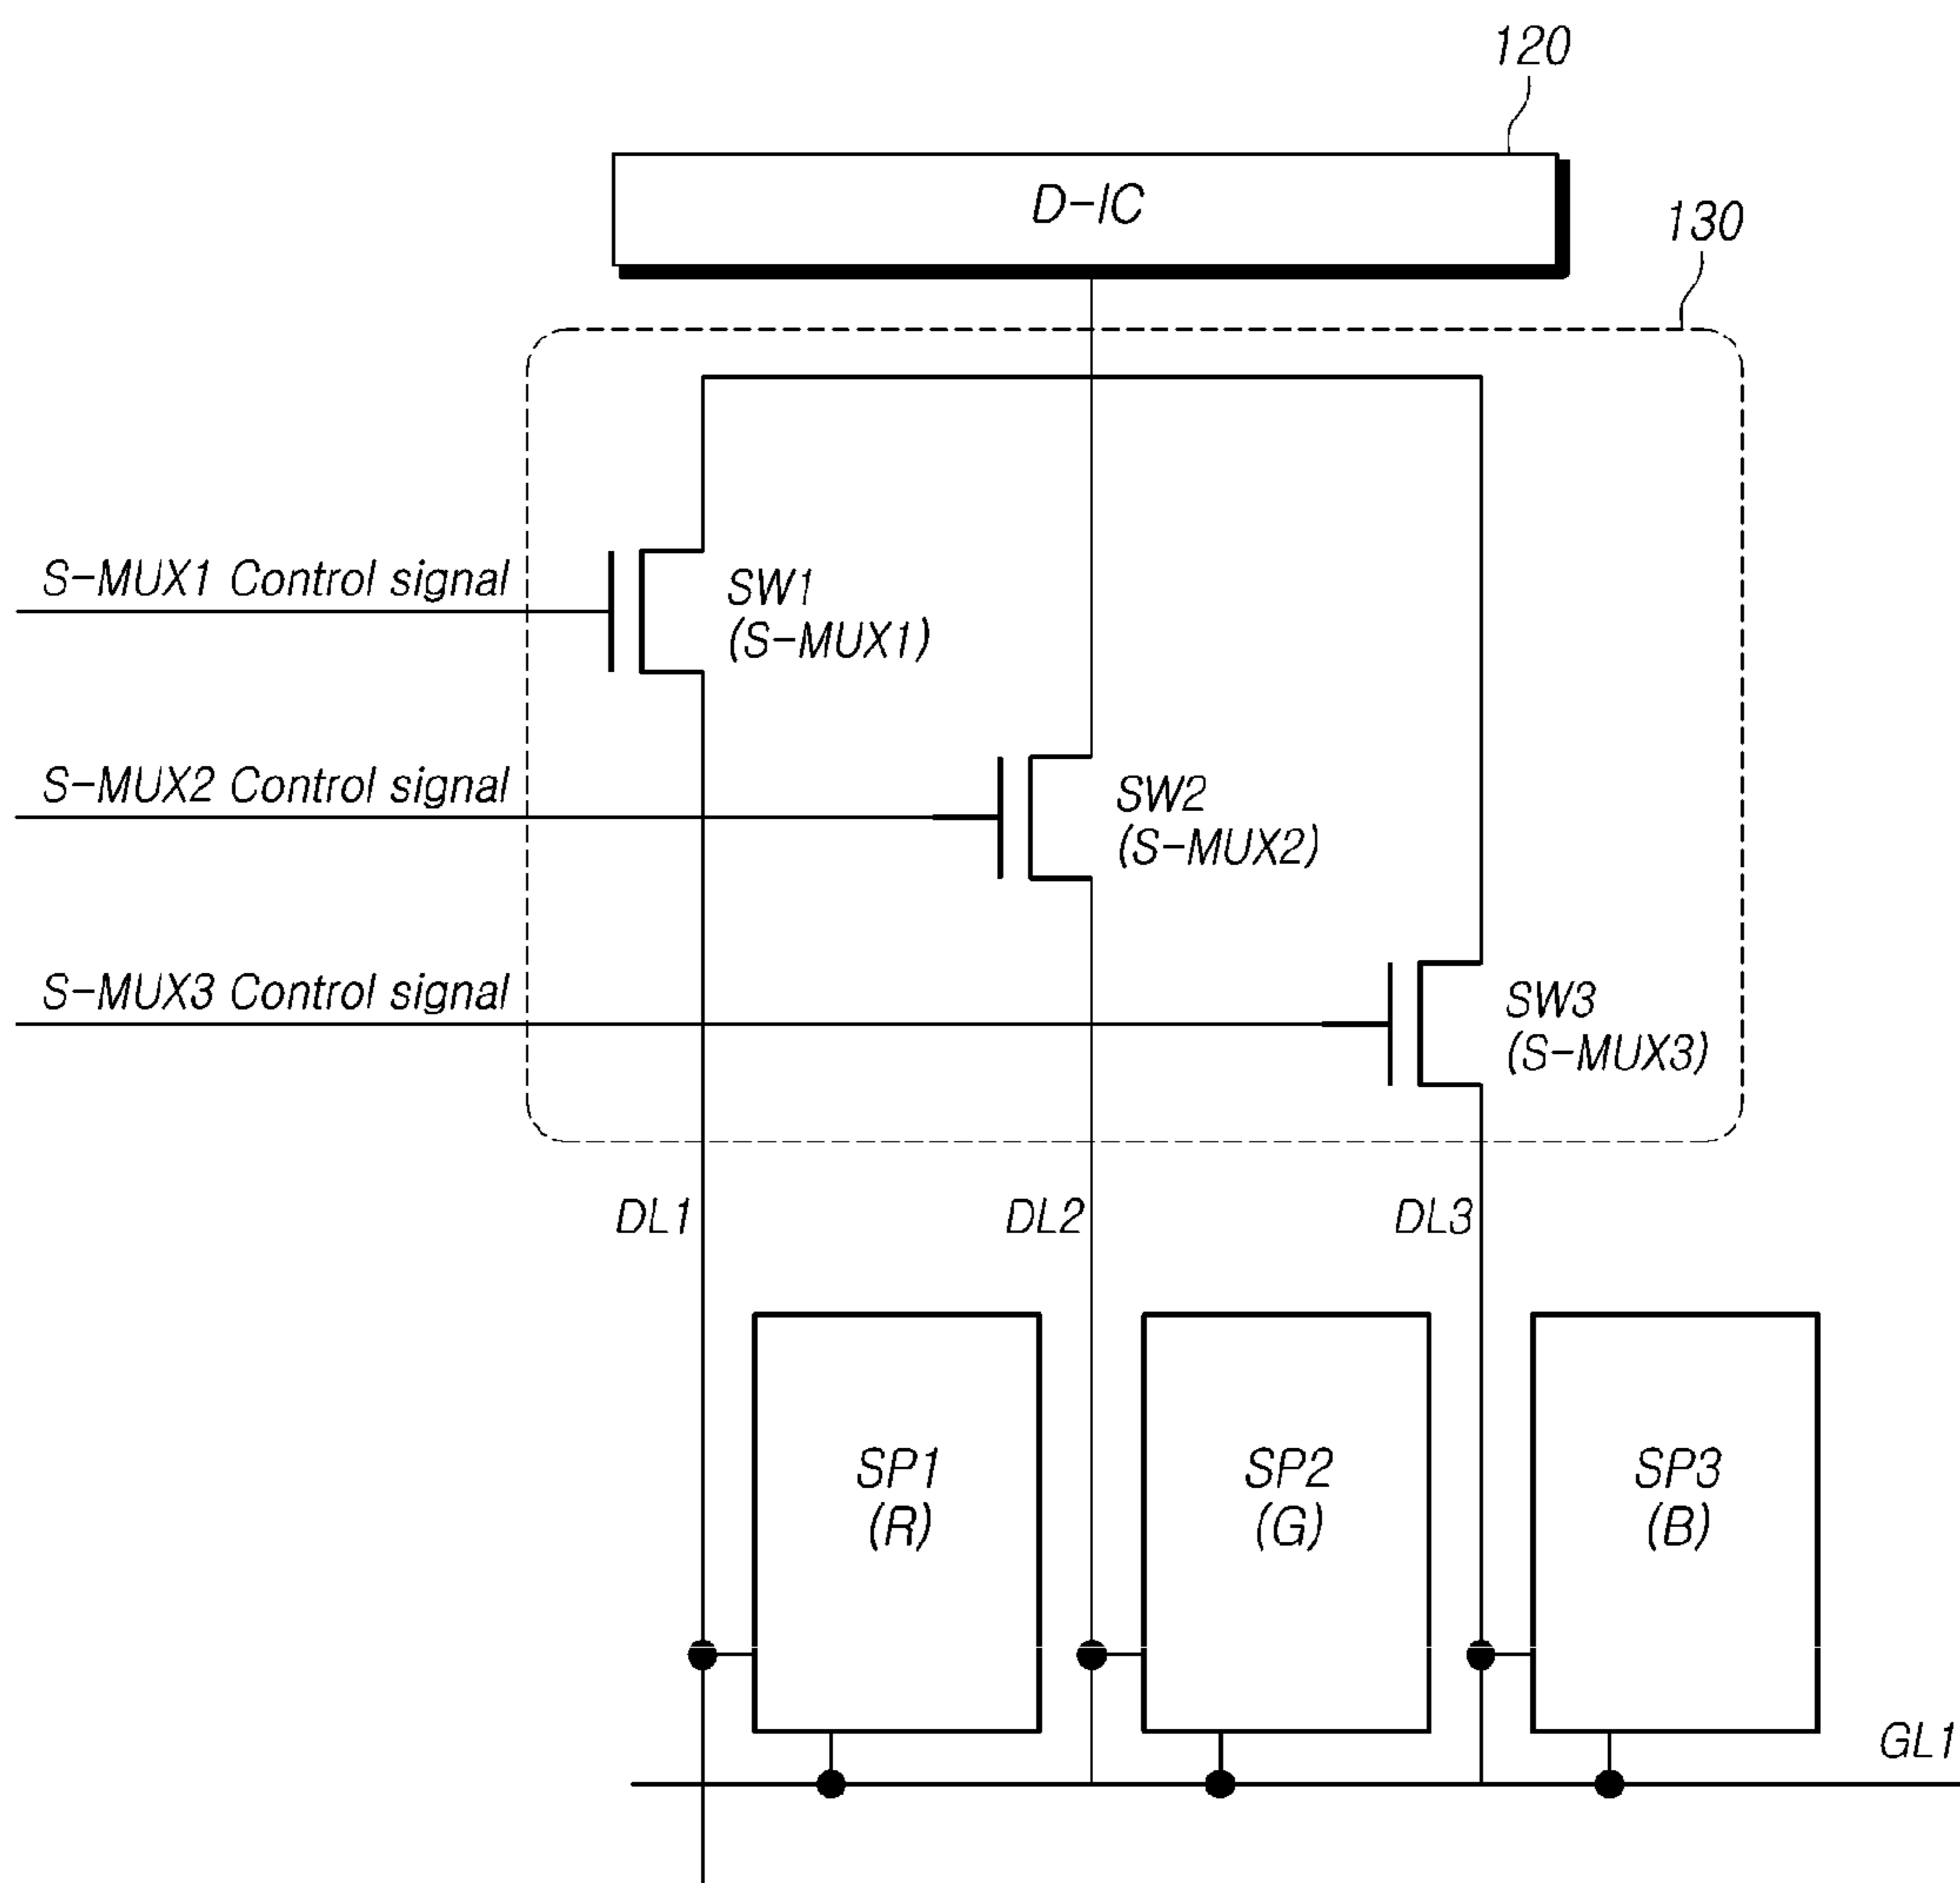 120
D-IC
130
S-MUX1 Control signal
SW1
(S-MUX1)
S-MUX2 Control signal
SW2
(S-MUX2)
S-MUX3 Control signal
SW3
(S-MUX3)
DL1
DL2
DL3
SP1
(R)
SP2
(G)
SP3
(B)
GL1